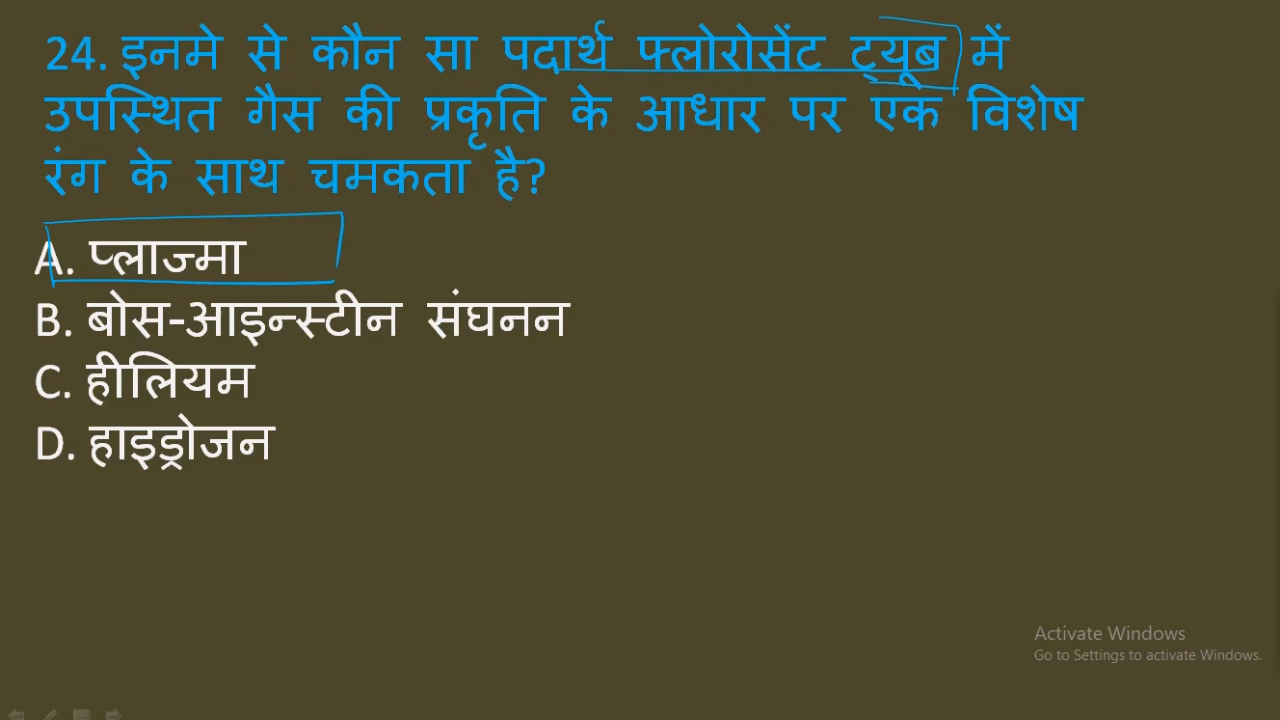 24. इनमे से कौन सा पदार्थ फ्लोरोसेंट ट्यूब में
उपस्थित गैस की प्रकृति के आधार पर एक विशेष
रंग के साथ चमकता है?
A. प्लाज्मा
B. बोस-आइन्स्टीन संघनन
C. हीलियम
D. हाइड्रोजन
Activate Windows
Go to Settings to activate Windows.